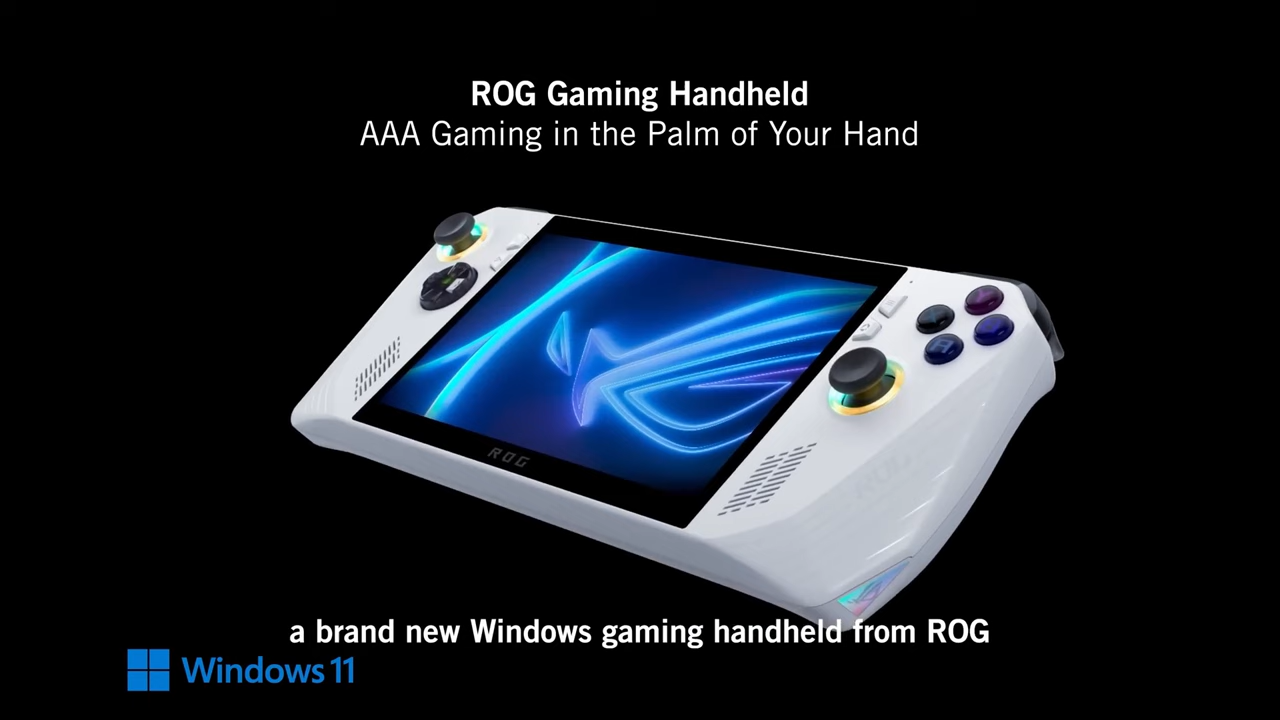 ROG Gaming Handheld
AAA Gaming in the Palm of Your Hand
ROG
a brand new Windows gaming handheld from ROG
Windows 11